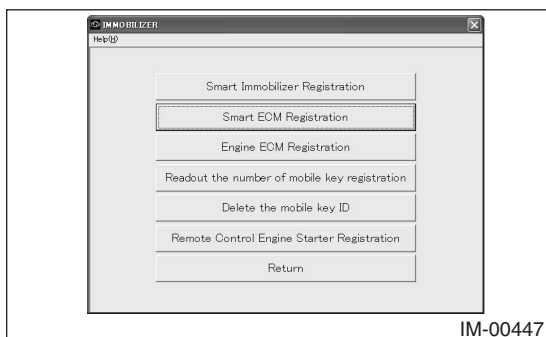 IMMOBILIZER
Help(H)
Smart Immobilizer Registration
Smart ECM Registration
Engine ECM Registration
Readout the number of mobile key registration
Delete the mobile key ID
Remote Control Engine Starter Registration
Return
IM-00447